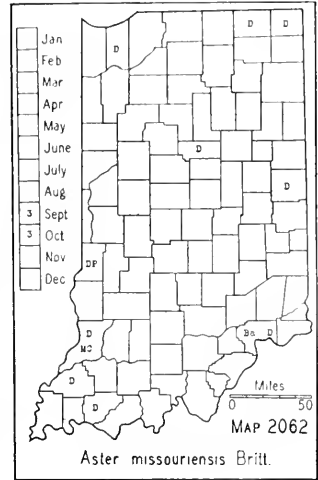 Jan
Feb
Mar
Apr
May
June
July
Aug
3 Sept
3 Oct
Nov
Dec
D
D D
D
D
DP
D
MC
Ba D
D
D
Miles
0 50
MAP 2062
Aster missouriensis Britt.